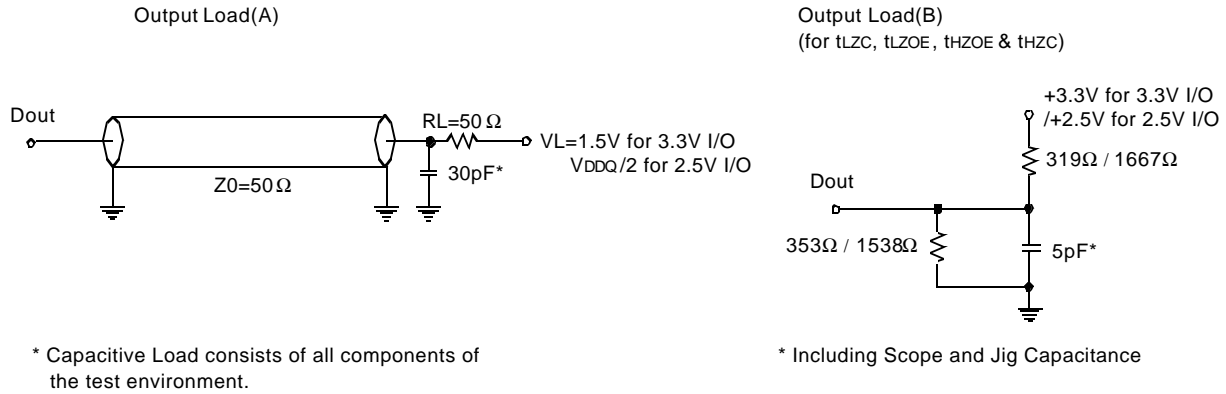 Output Load(A)
Dout
RL=50 Ω
VL=1.5V for 3.3V I/O
VDDQ/2 for 2.5V I/O
30pF*
Z0=50Ω
* Capacitive Load consists of all components of
the test environment.
Output Load(B)
(for tLZC, tLZOE, tHZOE & tHZC)
+3.3V for 3.3V I/O
/+2.5V for 2.5V I/O
319Ω / 1667Ω
Dout
353Ω / 1538Ω
5pF*
* Including Scope and Jig Capacitance